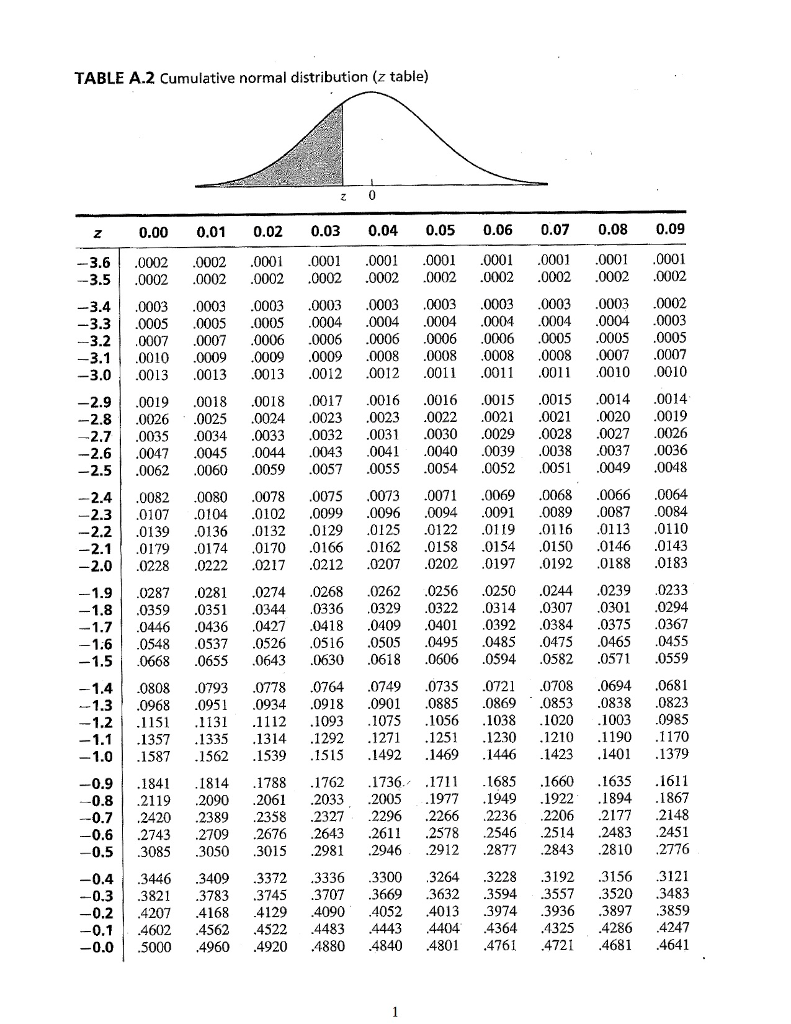 TABLE A.2 Cumulative normal distribution (z table)
z 0
z 0.00 0.01 0.02 0.03 0.04 0.05 0.06 0.07 0.08 0.09
−3.6 .0002 .0002 .0001 .0001 .0001 .0001 .0001 .0001 .0001 .0001
−3.5 .0002 .0002 .0002 .0002 .0002 .0002 .0002 .0002 .0002 .0002
−3.4 .0003 .0003 .0003 .0003 .0003 .0003 .0003 .0003 .0003 .0002
−3.3 .0005 .0005 .0005 .0004 .0004 .0004 .0004 .0004 .0004 .0003
−3.2 .0007 .0007 .0006 .0006 .0006 .0006 .0006 .0005 .0005 .0005
−3.1 .0010 .0009 .0009 .0009 .0008 .0008 .0008 .0008 .0007 .0007
−3.0 .0013 .0013 .0013 .0012 .0012 .0011 .0011 .0011 .0010 .0010
−2.9 .0019 .0018 .0018 .0017 .0016 .0016 .0015 .0015 .0014 .0014
−2.8 .0026 .0025 .0024 .0023 .0023 .0022 .0021 .0021 .0020 .0019
−2.7 .0035 .0034 .0033 .0032 .0031 .0030 .0029 .0028 .0027 .0026
−2.6 .0047 .0045 .0044 .0043 .0041 .0040 .0039 .0038 .0037 .0036
−2.5 .0062 .0060 .0059 .0057 .0055 .0054 .0052 .0051 .0049 .0048
−2.4 .0082 .0080 .0078 .0075 .0073 .0071 .0069 .0068 .0066 .0064
−2.3 .0107 .0104 .0102 .0099 .0096 .0094 .0091 .0089 .0087 .0084
−2.2 .0139 .0136 .0132 .0129 .0125 .0122 .0119 .0116 .0113 .0110
−2.1 .0179 .0174 .0170 .0166 .0162 .0158 .0154 .0150 .0146 .0143
−2.0 .0228 .0222 .0217 .0212 .0207 .0202 .0197 .0192 .0188 .0183
−1.9 .0287 .0281 .0274 .0268 .0262 .0256 .0250 .0244 .0239 .0233
−1.8 .0359 .0351 .0344 .0336 .0329 .0322 .0314 .0307 .0301 .0294
−1.7 .0446 .0436 .0427 .0418 .0409 .0401 .0392 .0384 .0375 .0367
−1.6 .0548 .0537 .0526 .0516 .0505 .0495 .0485 .0475 .0465 .0455
−1.5 .0668 .0655 .0643 .0630 .0618 .0606 .0594 .0582 .0571 .0559
−1.4 .0808 .0793 .0778 .0764 .0749 .0735 .0721 .0708 .0694 .0681
−1.3 .0968 .0951 .0934 .0918 .0901 .0885 .0869 .0853 .0838 .0823
−1.2 .1151 .1131 .1112 .1093 .1075 .1056 .1038 .1020 .1003 .0985
−1.1 .1357 .1335 .1314 .1292 .1271 .1251 .1230 .1210 .1190 .1170
−1.0 .1587 .1562 .1539 .1515 .1492 .1469 .1446 .1423 .1401 .1379
−0.9 .1841 .1814 .1788 .1762 .1736 .1711 .1685 .1660 .1635 .1611
−0.8 .2119 .2090 .2061 .2033 .2005 .1977 .1949 .1922 .1894 .1867
−0.7 .2420 .2389 .2358 .2327 .2296 .2266 .2236 .2206 .2177 .2148
−0.6 .2743 .2709 .2676 .2643 .2611 .2578 .2546 .2514 .2483 .2451
−0.5 .3085 .3050 .3015 .2981 .2946 .2912 .2877 .2843 .2810 .2776
−0.4 .3446 .3409 .3372 .3336 .3300 .3264 .3228 .3192 .3156 .3121
−0.3 .3821 .3783 .3745 .3707 .3669 .3632 .3594 .3557 .3520 .3483
−0.2 .4207 .4168 .4129 .4090 .4052 .4013 .3974 .3936 .3897 .3859
−0.1 .4602 .4562 .4522 .4483 .4443 .4404 .4364 .4325 .4286 .4247
−0.0 .5000 .4960 .4920 .4880 .4840 .4801 .4761 .4721 .4681 .4641
1